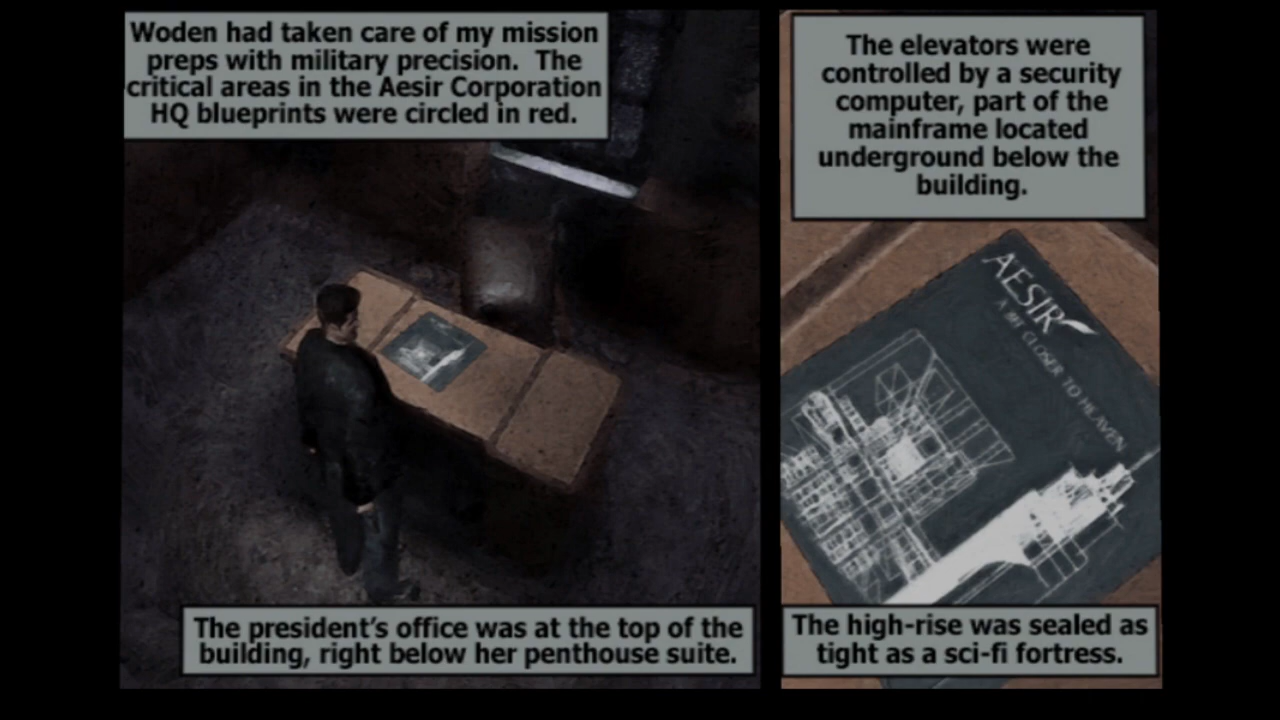 Woden had taken care of my mission
preps with military precision. The
critical areas in the Aesir Corporation
HQ blueprints were circled in red.
The president's office was at the top of the
building, right below her penthouse suite.
The elevators were
controlled by a security
computer, part of the
mainframe located
underground below the
building.
AESIR
A BIT CLOSER TO HEAVEN
The high-rise was sealed as
tight as a sci-fi fortress.